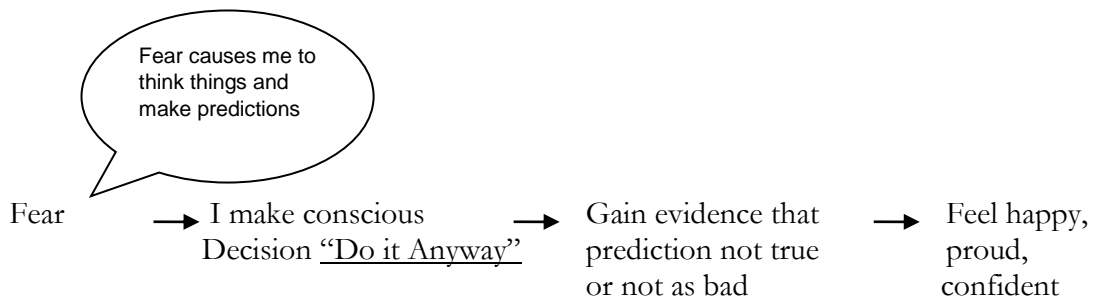 Fear causes me to
think things and
make predictions
Fear
I make conscious
Decision “Do it Anyway”
Gain evidence that
prediction not true
or not as bad
Feel happy,
proud,
confident